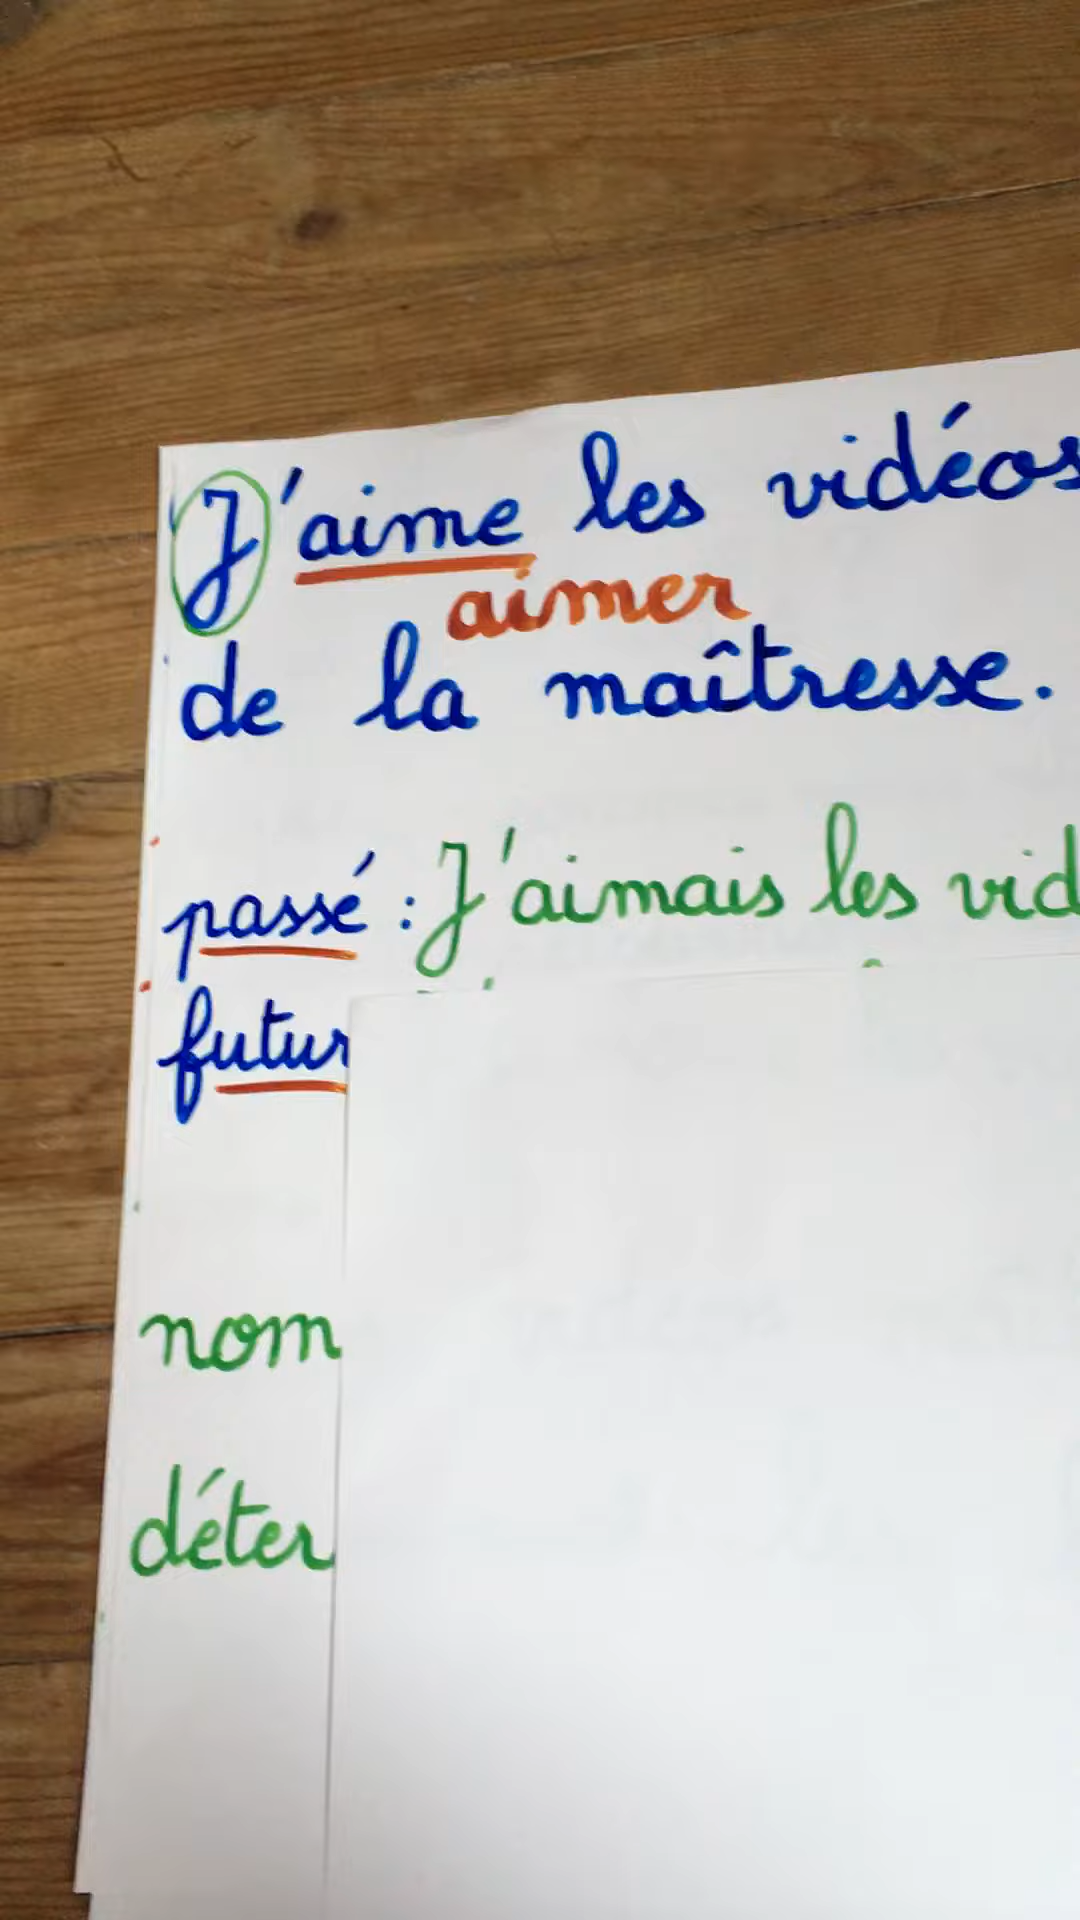 J'aime les vidéos
aimer
de la maîtresse.
passé : J'aimais les vid
futur
nom
déter